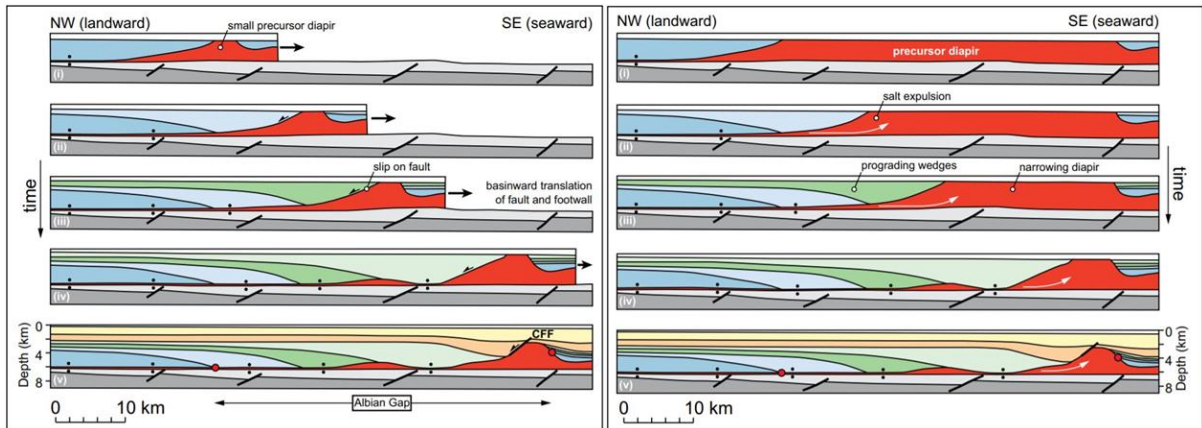 NW (landward)
SE (seaward)
small precursor diapir
(i)
(ii)
slip on fault
basinward translation
of fault and footwall
(iii)
time
(iv)
CFF
0
4
8
Depth (km)
(v)
0 10 km
Albian Gap
NW (landward)
SE (seaward)
precursor diapir
(i)
salt expulsion
(ii)
prograding wedges
narrowing diapir
(iii)
time
(iv)
0
4
8
Depth (km)
(v)
0 10 km